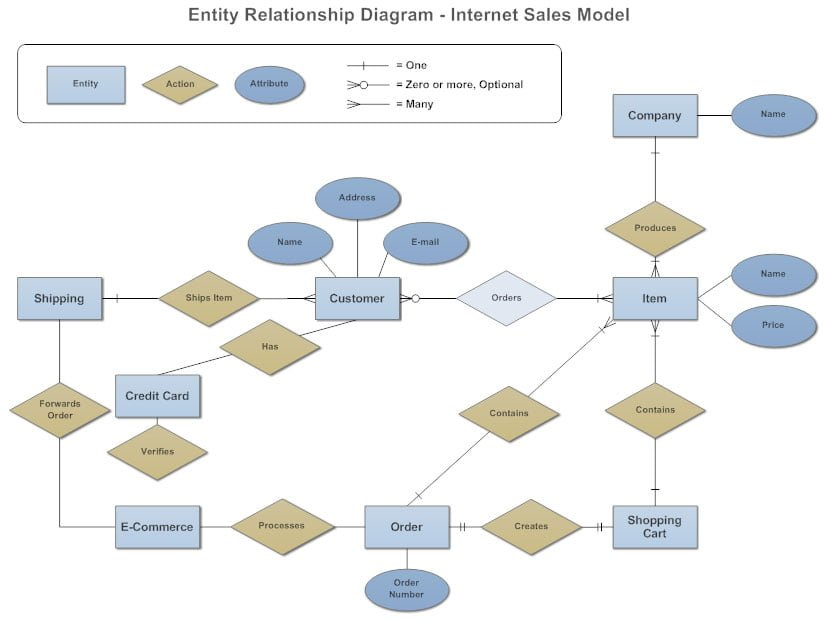 Entity Relationship Diagram - Internet Sales Model
Entity
Action
Attribute
= One
= Zero or more, Optional
= Many
Company
Name
Produces
Address
Name
E-mail
Shipping
Ships Item
Customer
Orders
Item
Name
Price
Has
Credit Card
Forwards
Order
Verifies
Contains
Contains
E-Commerce
Processes
Order
Creates
Shopping
Cart
Order
Number